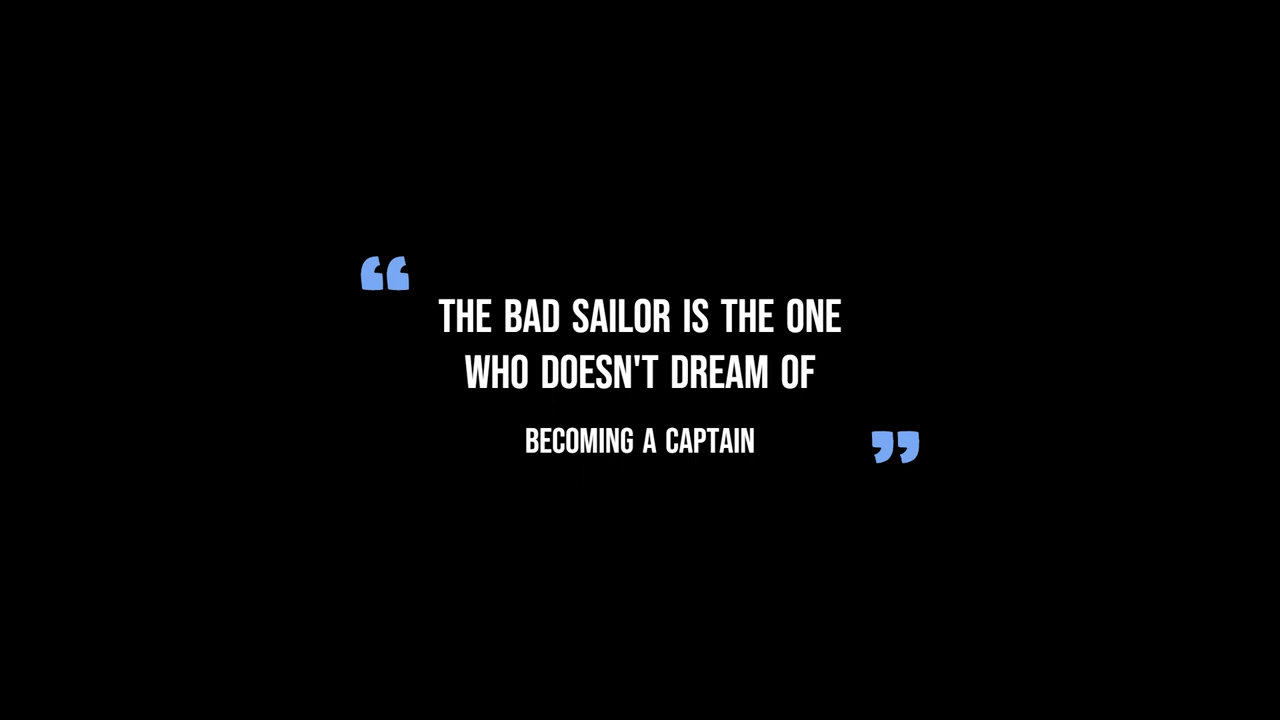 “
THE BAD SAILOR IS THE ONE
WHO DOESN'T DREAM OF
BECOMING A CAPTAIN
”